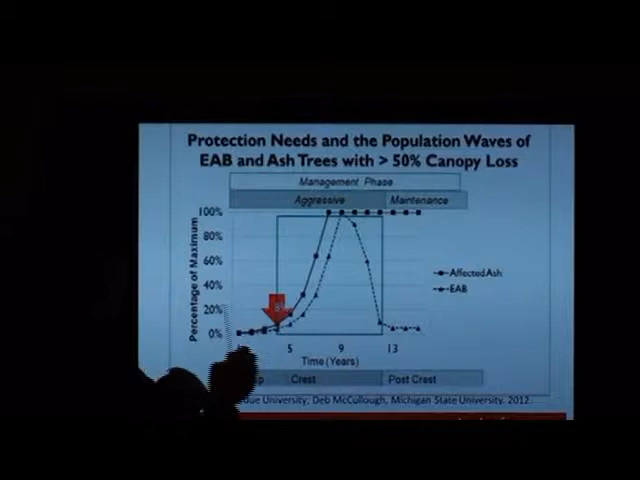 Protection Needs and the Population Waves of
EAB and Ash Trees with > 50% Canopy Loss
Management Phase
Aggressive Maintenance
100%
80%
60%
40%
20%
0%
Percentage of Maximum
Affected Ash
EAB
5 9 13
Time (Years)
Crest Post Crest
University; Deb McCullough, Michigan State University. 2012